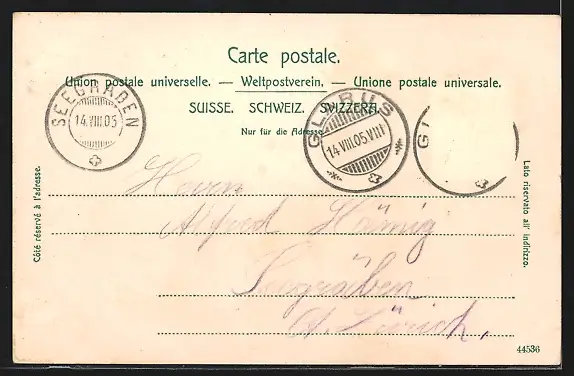 Carte postale.
Union postale universelle. — Weltpostverein. — Unione postale universale.
SUISSE. SCHWEIZ. SVIZZERA.
Nur für die Adresse
SEEGRÄBEN
14.VIII.05
GLARUS
14.VIII.05.VIII
G
Côté réservé à l'adresse.
Lato riservato all' indirizzo.
Herrn
Alfred
Seegräben
Ct. Zürich.
44536